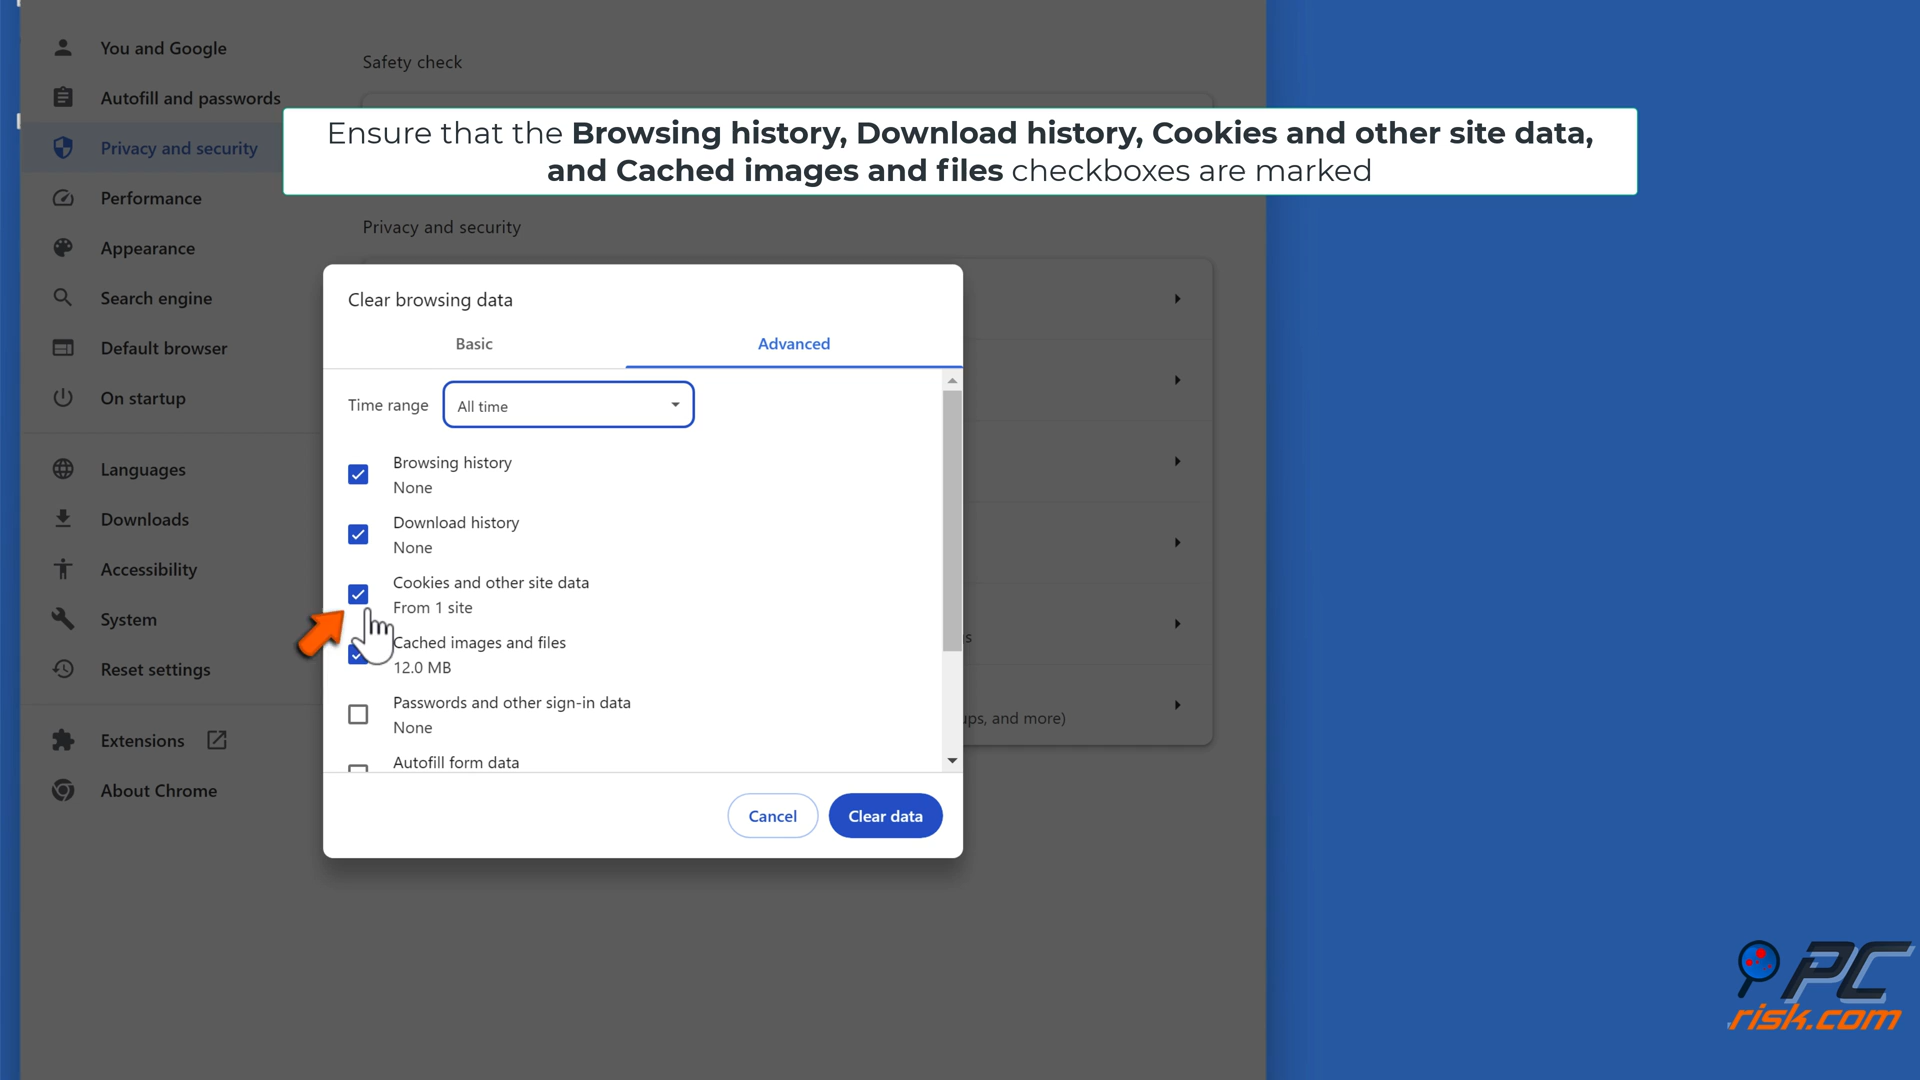 You and Google
Safety check
Autofill and passwords
Ensure that the Browsing history, Download history, Cookies and other site data,
and Cached images and files checkboxes are marked
Privacy and security
Performance
Privacy and security
Appearance
Search engine
Default browser
On startup
Languages
Downloads
Accessibility
System
Reset settings
Extensions
About Chrome
Clear browsing data
Basic
Advanced
Time range
All time
Browsing history
None
Download history
None
Cookies and other site data
From 1 site
Cached images and files
12.0 MB
Passwords and other sign-in data
None
Autofill form data
and more)
Cancel
Clear data
PC
risk.com